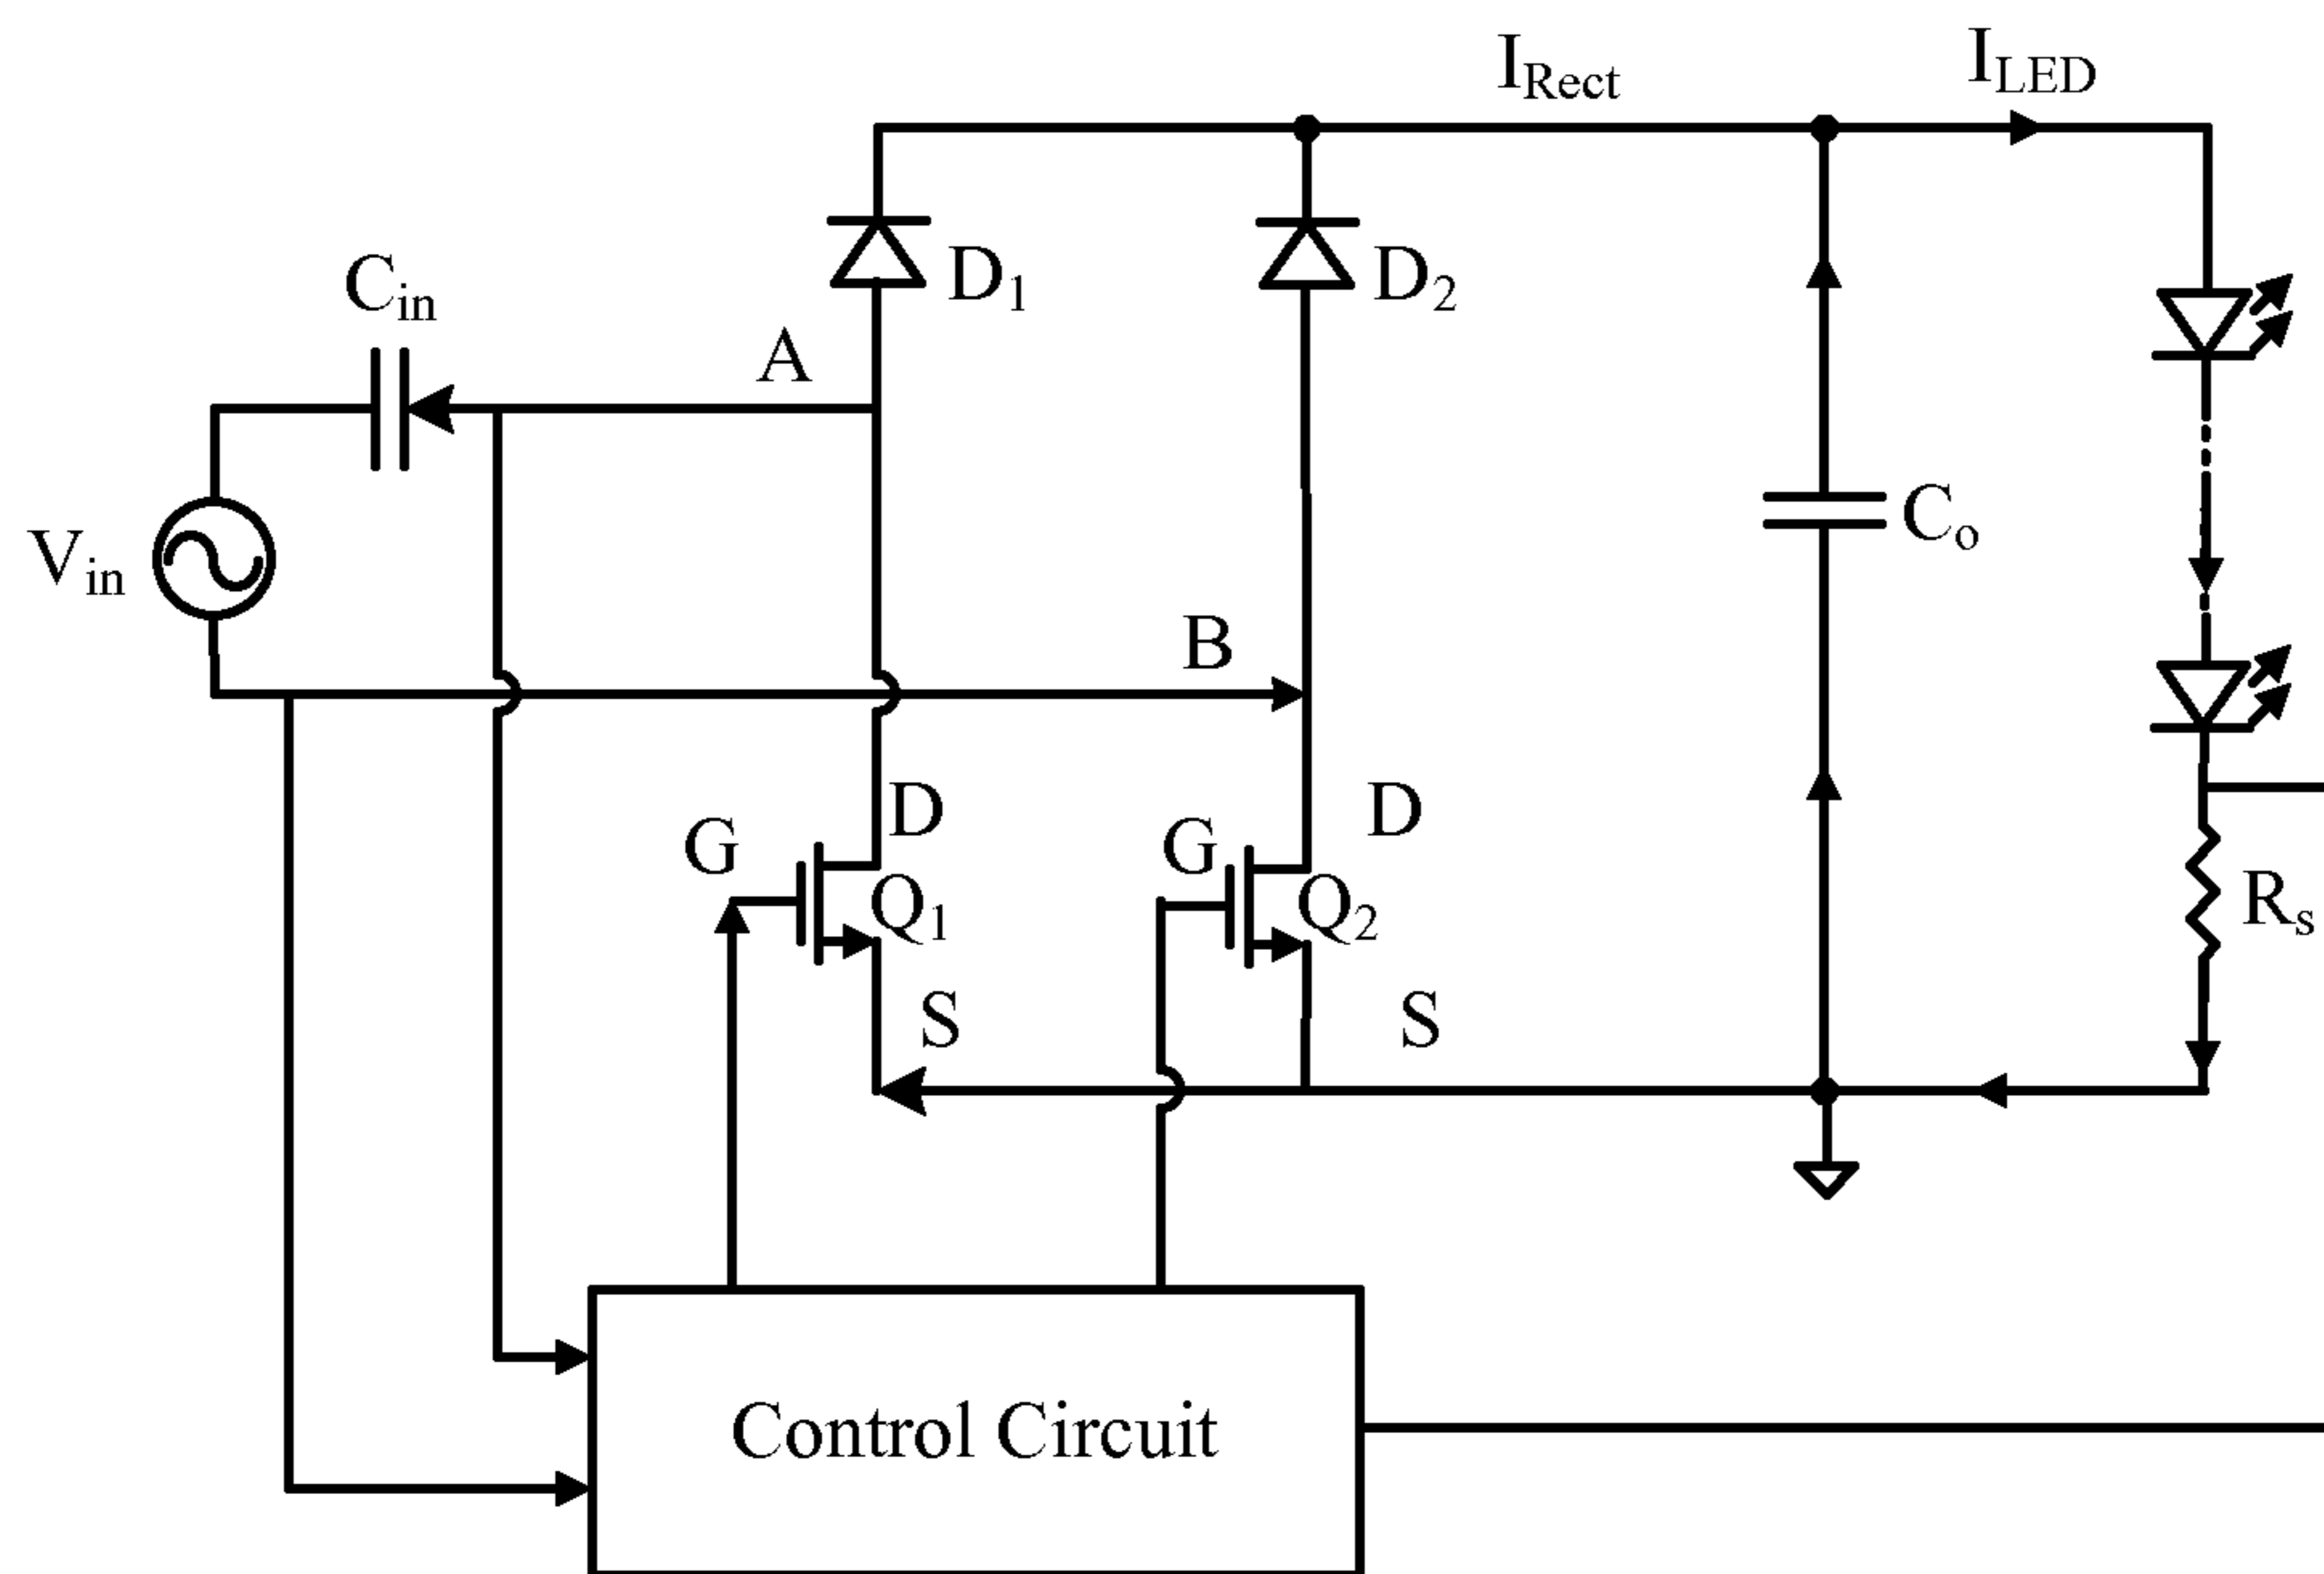 I_Rect
I_LED
C_in
D_1
D_2
A
C_o
V_in
B
D
D
G
G
Q_1
Q_2
R_s
S
S
Control Circuit